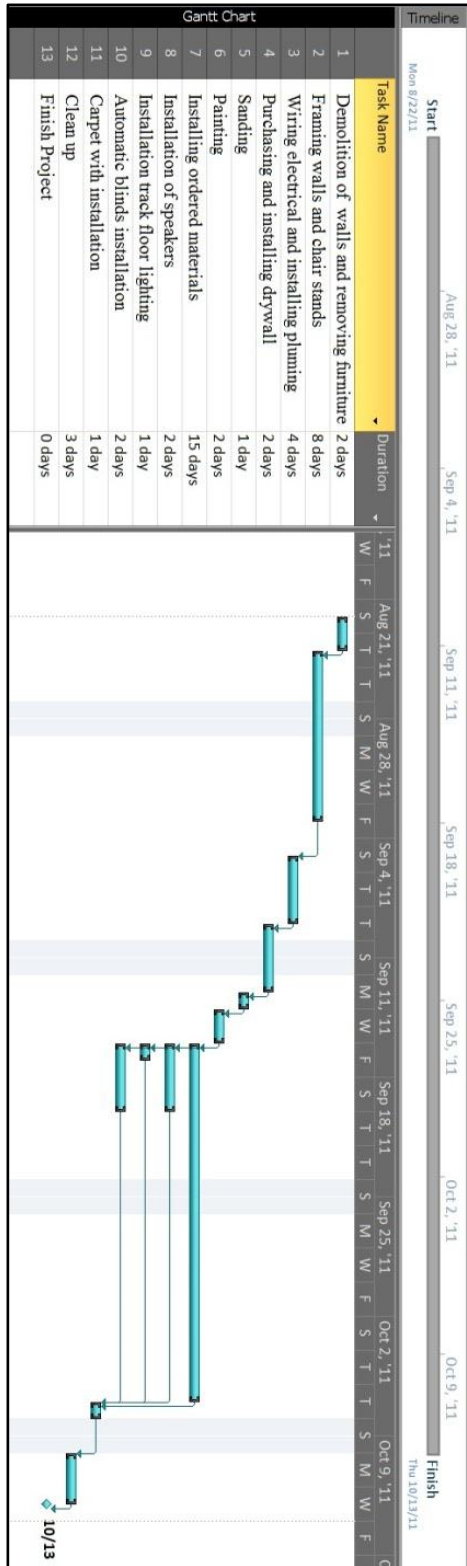 Timeline
Start
Mon 8/22/11
Aug 28, '11
Sep 4, '11
Sep 11, '11
Sep 18, '11
Sep 25, '11
Oct 2, '11
Oct 9, '11
Finish
Thu 10/13/11
Gantt Chart
Task Name
Duration
, '11
Aug 21, '11
Aug 28, '11
Sep 4, '11
Sep 11, '11
Sep 18, '11
Sep 25, '11
Oct 2, '11
Oct 9, '11
W F S T T S M W F S T T S M W F S T T S M W F S T T S M W F
1 Demolition of walls and removing furniture 2 days
2 Framing walls and chair stands 8 days
3 Wiring electrical and installing pluming 4 days
4 Purchasing and installing drywall 2 days
5 Sanding 1 day
6 Painting 2 days
7 Installing ordered materials 15 days
8 Installation of speakers 2 days
9 Installation track floor lighting 1 day
10 Automatic blinds installation 2 days
11 Carpet with installation 1 day
12 Clean up 3 days
13 Finish Project 0 days
10/13